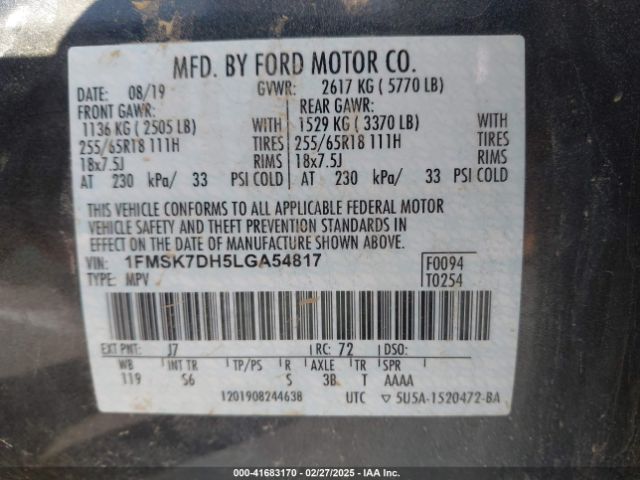 MFD. BY FORD MOTOR CO.
DATE: 08/19 GVWR: 2617 KG ( 5770 LB)
FRONT GAWR: REAR GAWR:
1136 KG ( 2505 LB) WITH 1529 KG ( 3370 LB) WITH
255/65R18 111H TIRES 255/65R18 111H TIRES
18x7.5J RIMS 18x7.5J RIMS
AT 230 kPa/ 33 PSI COLD AT 230 kPa/ 33 PSI COLD
THIS VEHICLE CONFORMS TO ALL APPLICABLE FEDERAL MOTOR
VEHICLE SAFETY AND THEFT PREVENTION STANDARDS IN
EFFECT ON THE DATE OF MANUFACTURE SHOWN ABOVE.
VIN: 1FMSK7DH5LGA54817 F0094
TYPE: MPV T0254
EXT PNT: J7 RC: 72 DSO:
WB INT TR TP/PS R AXLE TR SPR
119 S6 S 3B T AAAA
1201908244638 UTC ▽ 5U5A-1520472-BA
000-41683170 | 02/27/2025 | IAA Inc.